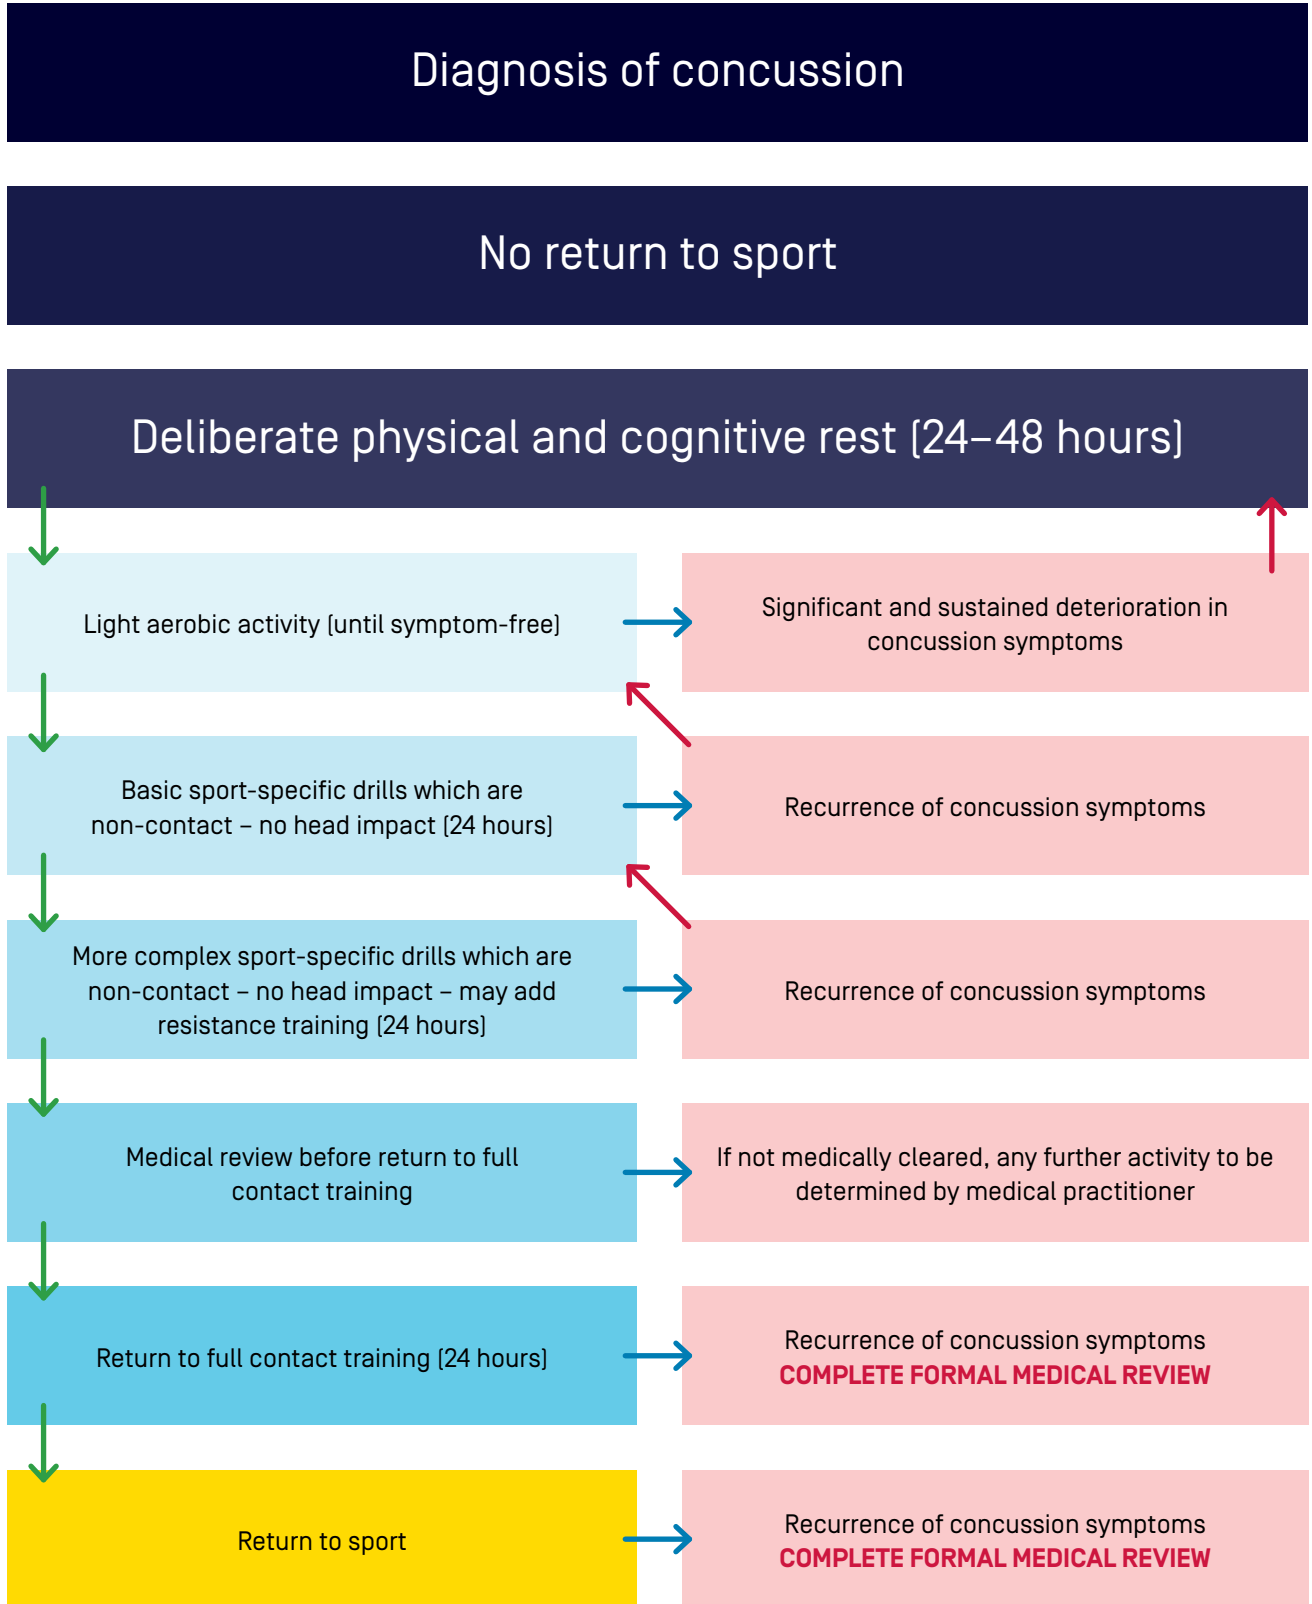 Diagnosis of concussion
No return to sport
Deliberate physical and cognitive rest (24–48 hours)
Light aerobic activity (until symptom-free)
Significant and sustained deterioration in
concussion symptoms
Basic sport-specific drills which are
non-contact – no head impact (24 hours)
Recurrence of concussion symptoms
More complex sport-specific drills which are
non-contact – no head impact – may add
resistance training (24 hours)
Recurrence of concussion symptoms
Medical review before return to full
contact training
If not medically cleared, any further activity to be
determined by medical practitioner
Return to full contact training (24 hours)
Recurrence of concussion symptoms
COMPLETE FORMAL MEDICAL REVIEW
Return to sport
Recurrence of concussion symptoms
COMPLETE FORMAL MEDICAL REVIEW